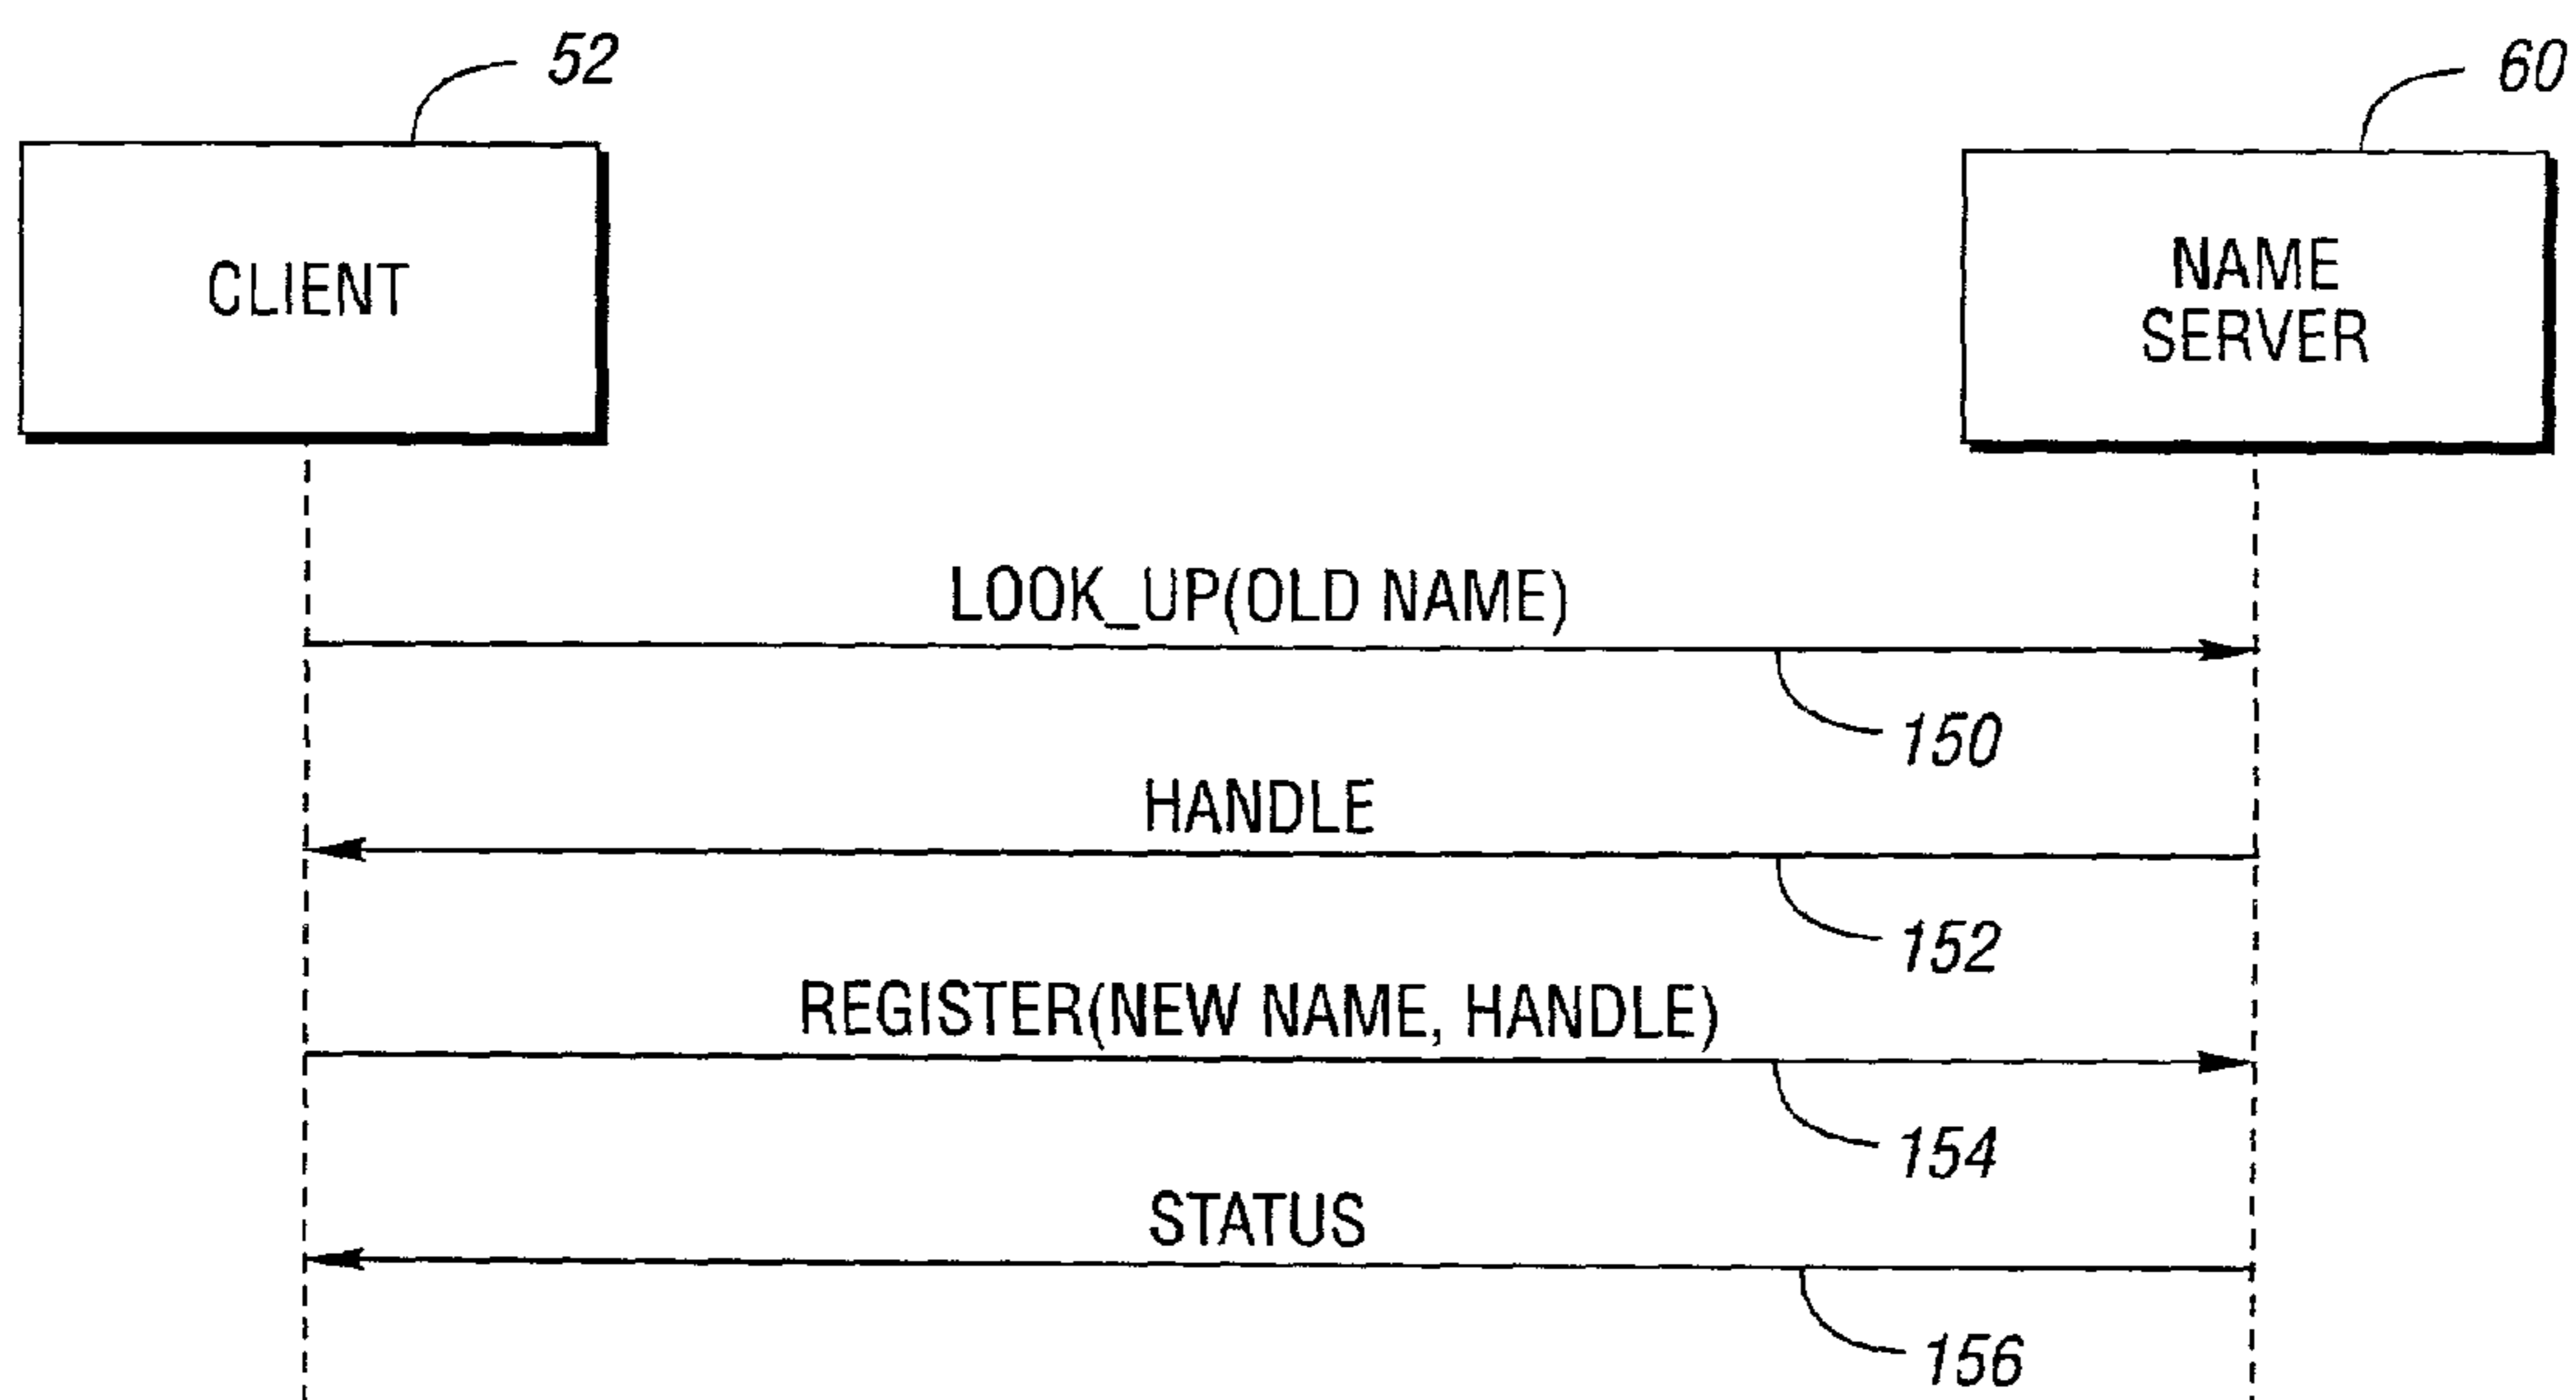 52
60
CLIENT
NAME
SERVER
LOOK_UP(OLD NAME)
150
HANDLE
152
REGISTER(NEW NAME, HANDLE)
154
STATUS
156